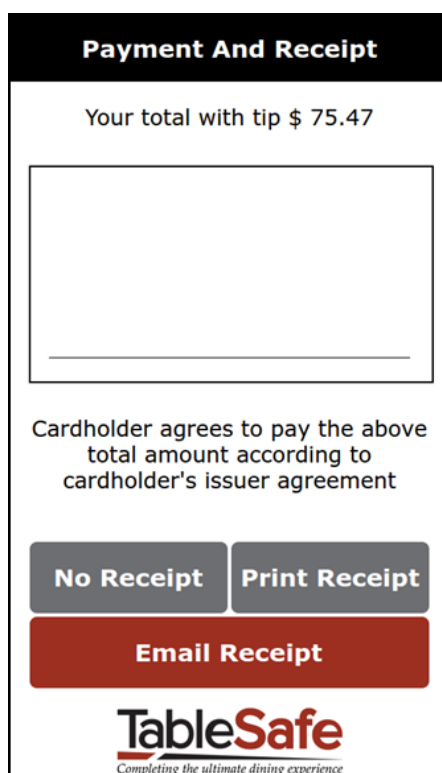 Payment And Receipt
Your total with tip $ 75.47
Cardholder agrees to pay the above
total amount according to
cardholder's issuer agreement
No Receipt
Print Receipt
Email Receipt
TableSafe
Completing the ultimate dining experience